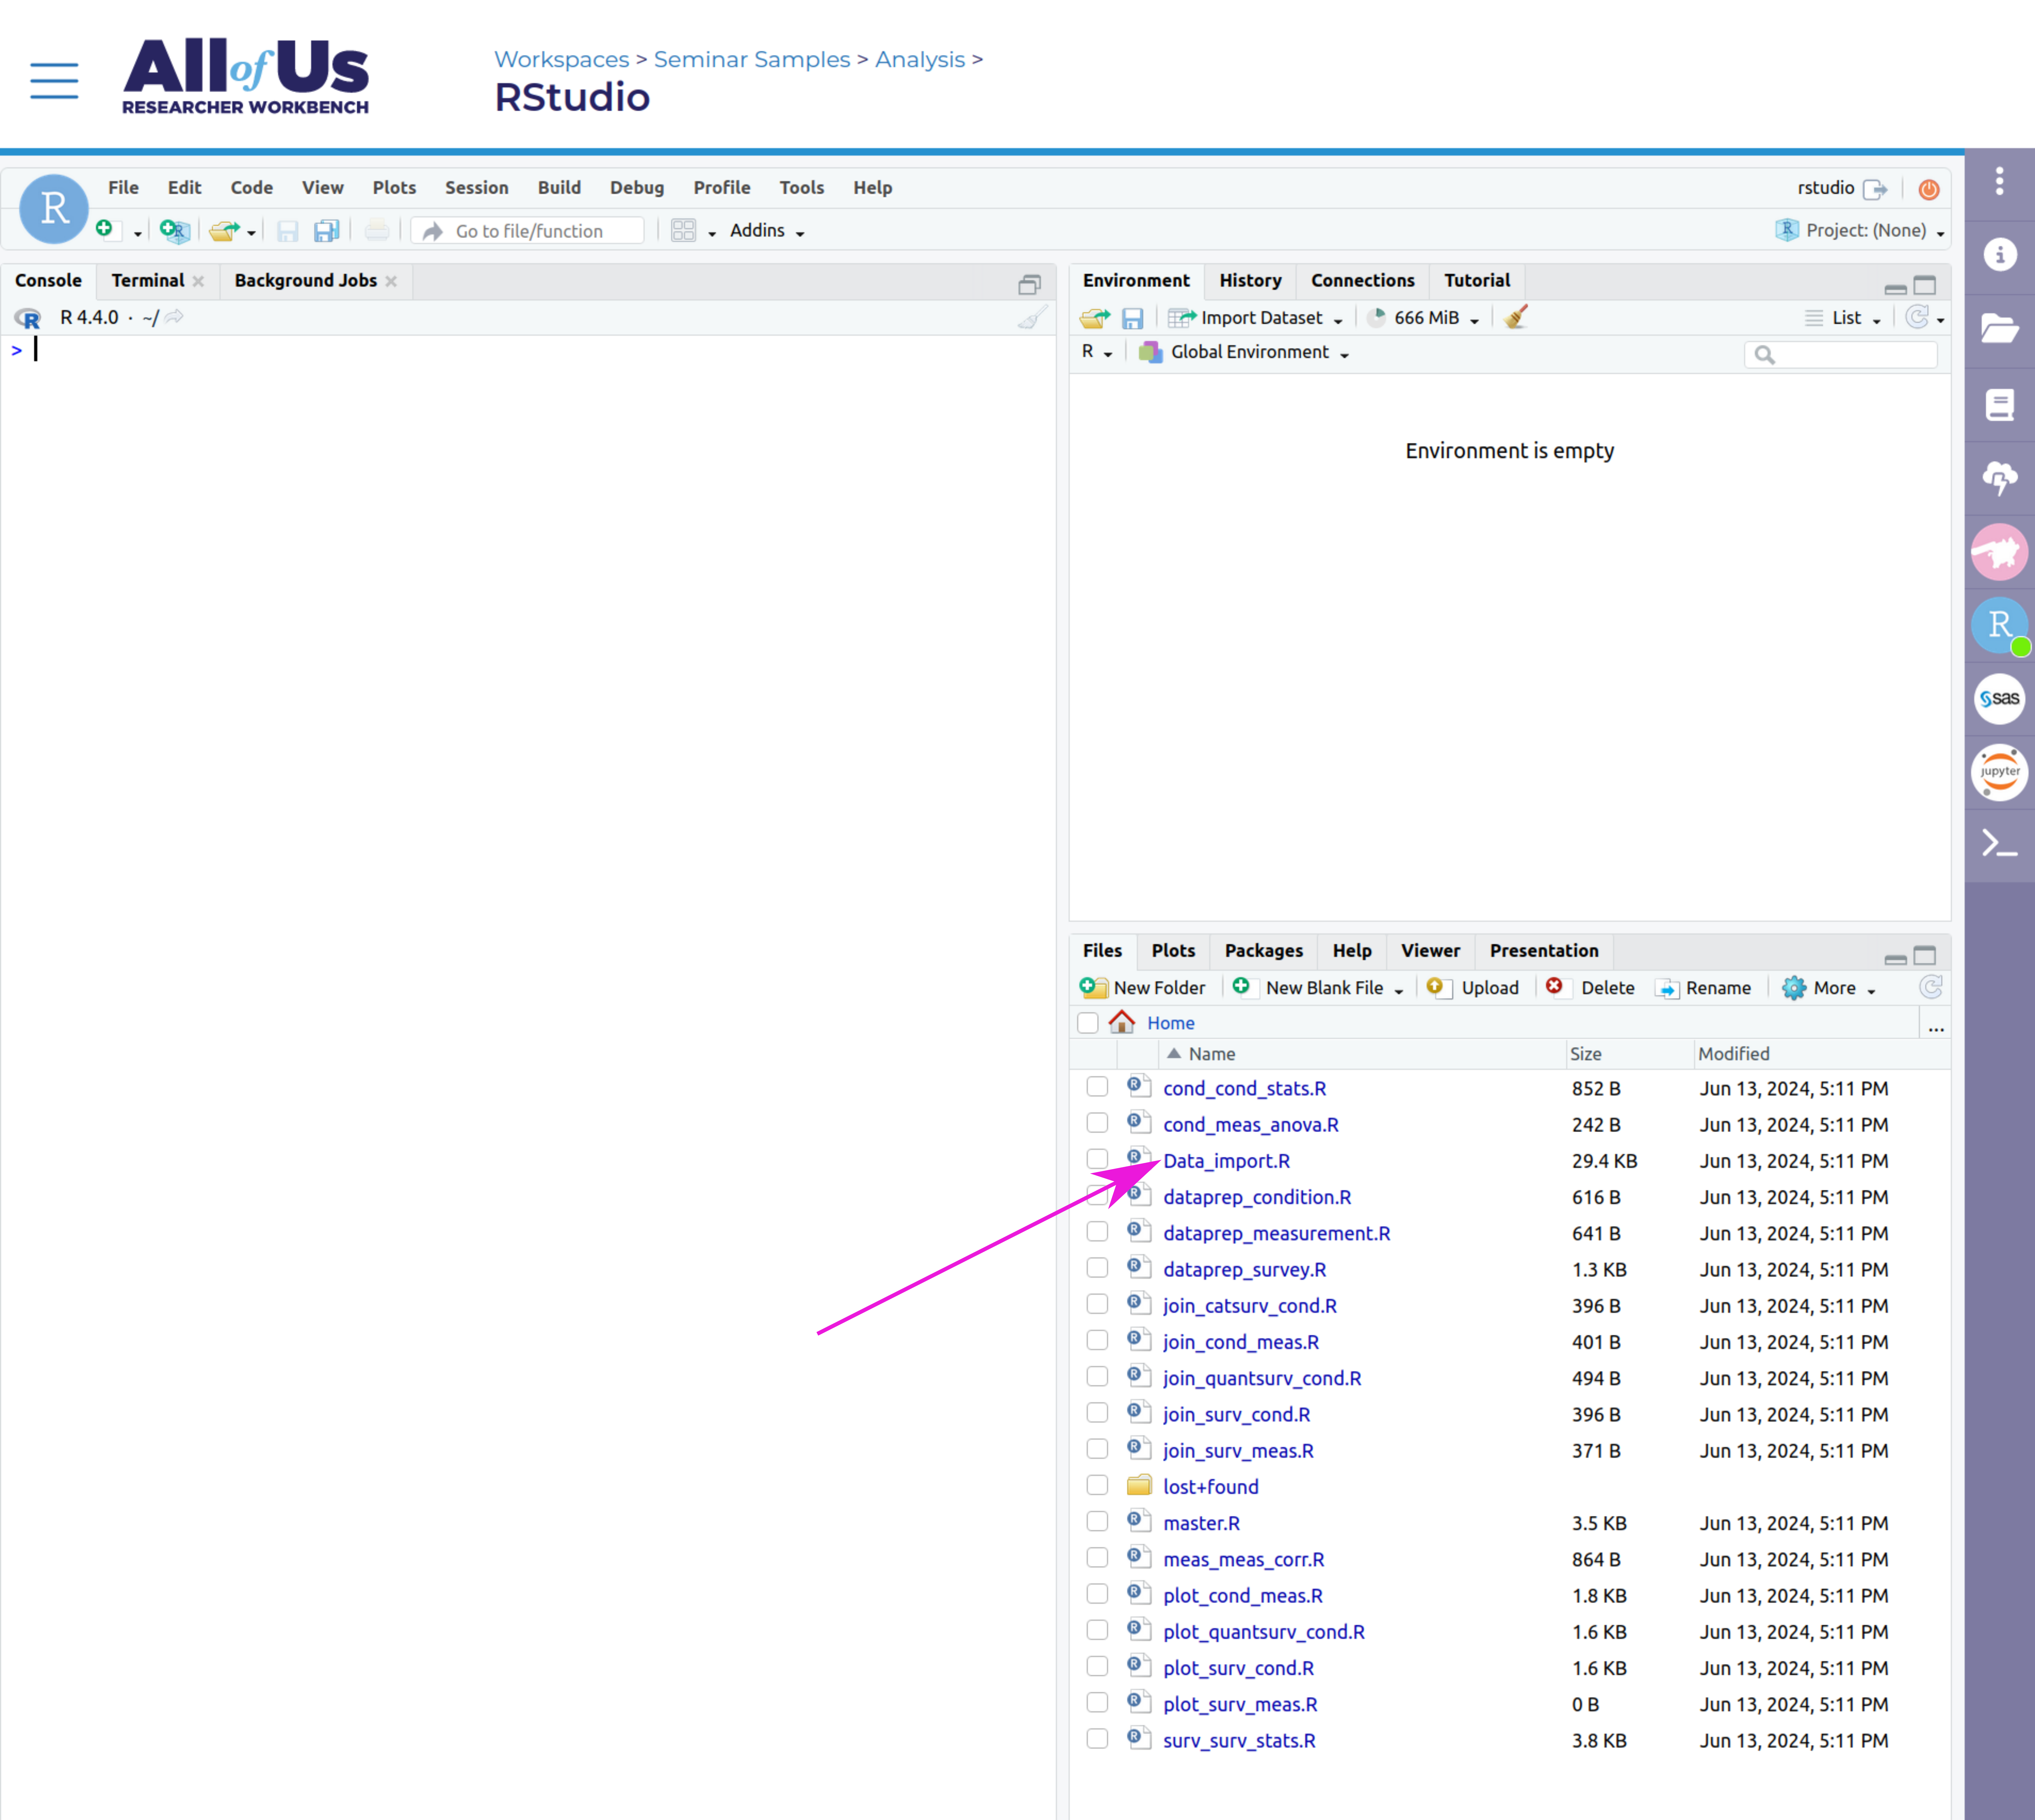 All of Us
RESEARCHER WORKBENCH
Workspaces > Seminar Samples > Analysis >
RStudio
R
File Edit Code View Plots Session Build Debug Profile Tools Help
rstudio
Go to file/function
Addins
Project: (None)
Console Terminal Background Jobs
R 4.4.0 · ~/
>
Environment History Connections Tutorial
Import Dataset 666 MiB List
R Global Environment
Environment is empty
Files Plots Packages Help Viewer Presentation
New Folder New Blank File Upload Delete Rename More
Home ...
Name Size Modified
cond_cond_stats.R 852 B Jun 13, 2024, 5:11 PM
cond_meas_anova.R 242 B Jun 13, 2024, 5:11 PM
Data_import.R 29.4 KB Jun 13, 2024, 5:11 PM
dataprep_condition.R 616 B Jun 13, 2024, 5:11 PM
dataprep_measurement.R 641 B Jun 13, 2024, 5:11 PM
dataprep_survey.R 1.3 KB Jun 13, 2024, 5:11 PM
join_catsurv_cond.R 396 B Jun 13, 2024, 5:11 PM
join_cond_meas.R 401 B Jun 13, 2024, 5:11 PM
join_quantsurv_cond.R 494 B Jun 13, 2024, 5:11 PM
join_surv_cond.R 396 B Jun 13, 2024, 5:11 PM
join_surv_meas.R 371 B Jun 13, 2024, 5:11 PM
lost+found
master.R 3.5 KB Jun 13, 2024, 5:11 PM
meas_meas_corr.R 864 B Jun 13, 2024, 5:11 PM
plot_cond_meas.R 1.8 KB Jun 13, 2024, 5:11 PM
plot_quantsurv_cond.R 1.6 KB Jun 13, 2024, 5:11 PM
plot_surv_cond.R 1.6 KB Jun 13, 2024, 5:11 PM
plot_surv_meas.R 0 B Jun 13, 2024, 5:11 PM
surv_surv_stats.R 3.8 KB Jun 13, 2024, 5:11 PM
R
sas
jupyter